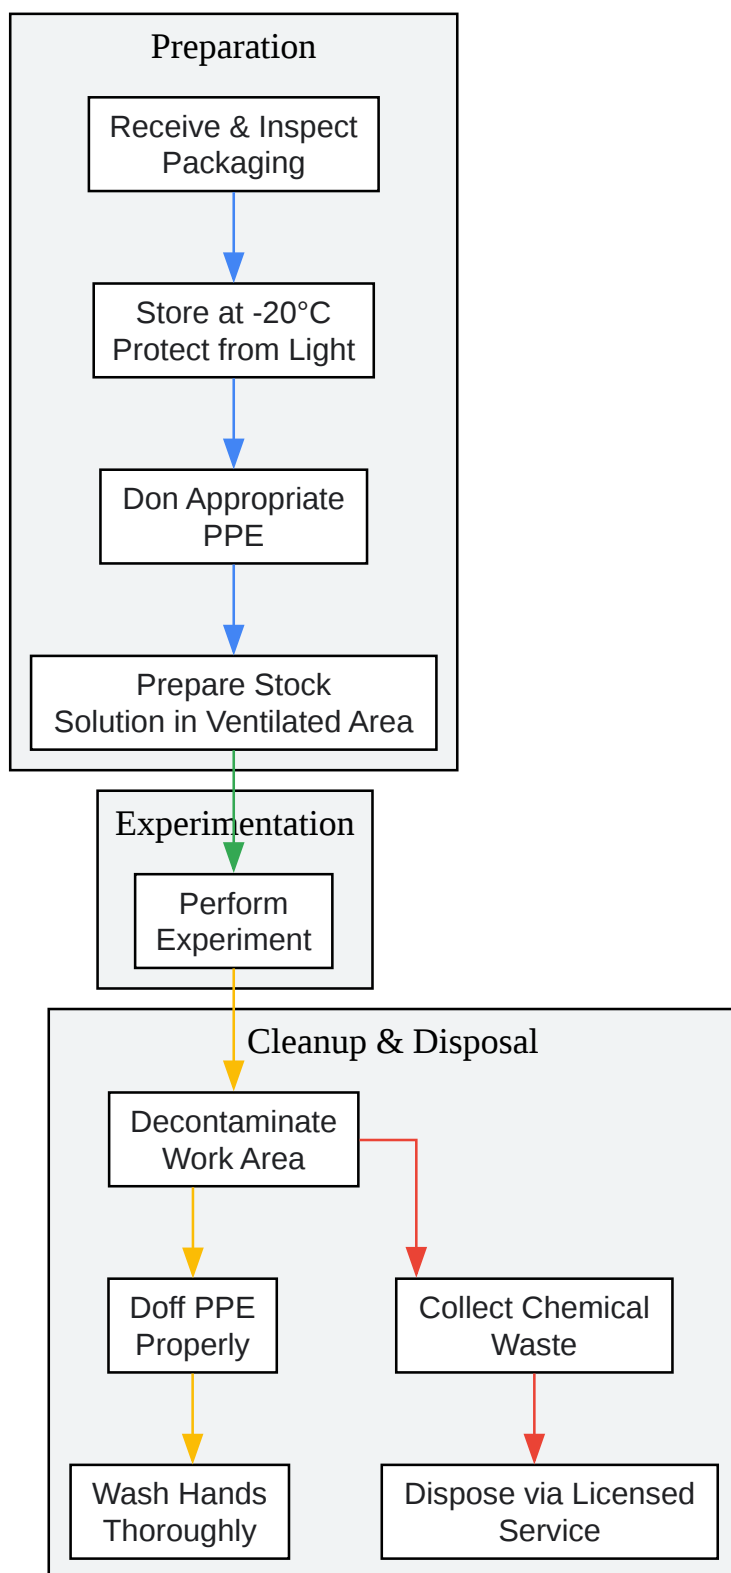 Preparation
Receive & Inspect
Packaging
Store at -20°C
Protect from Light
Don Appropriate
PPE
Prepare Stock
Solution in Ventilated Area
Experimentation
Perform
Experiment
Cleanup & Disposal
Decontaminate
Work Area
Doff PPE
Properly
Collect Chemical
Waste
Wash Hands
Thoroughly
Dispose via Licensed
Service